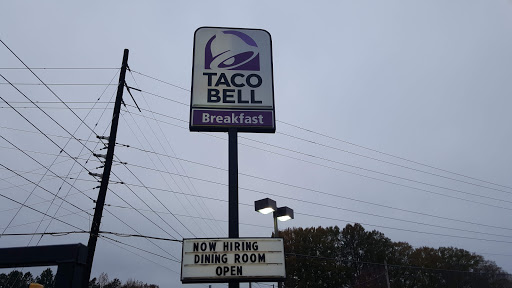 TACO
BELL
Breakfast
NOW HIRING
DINING ROOM
OPEN